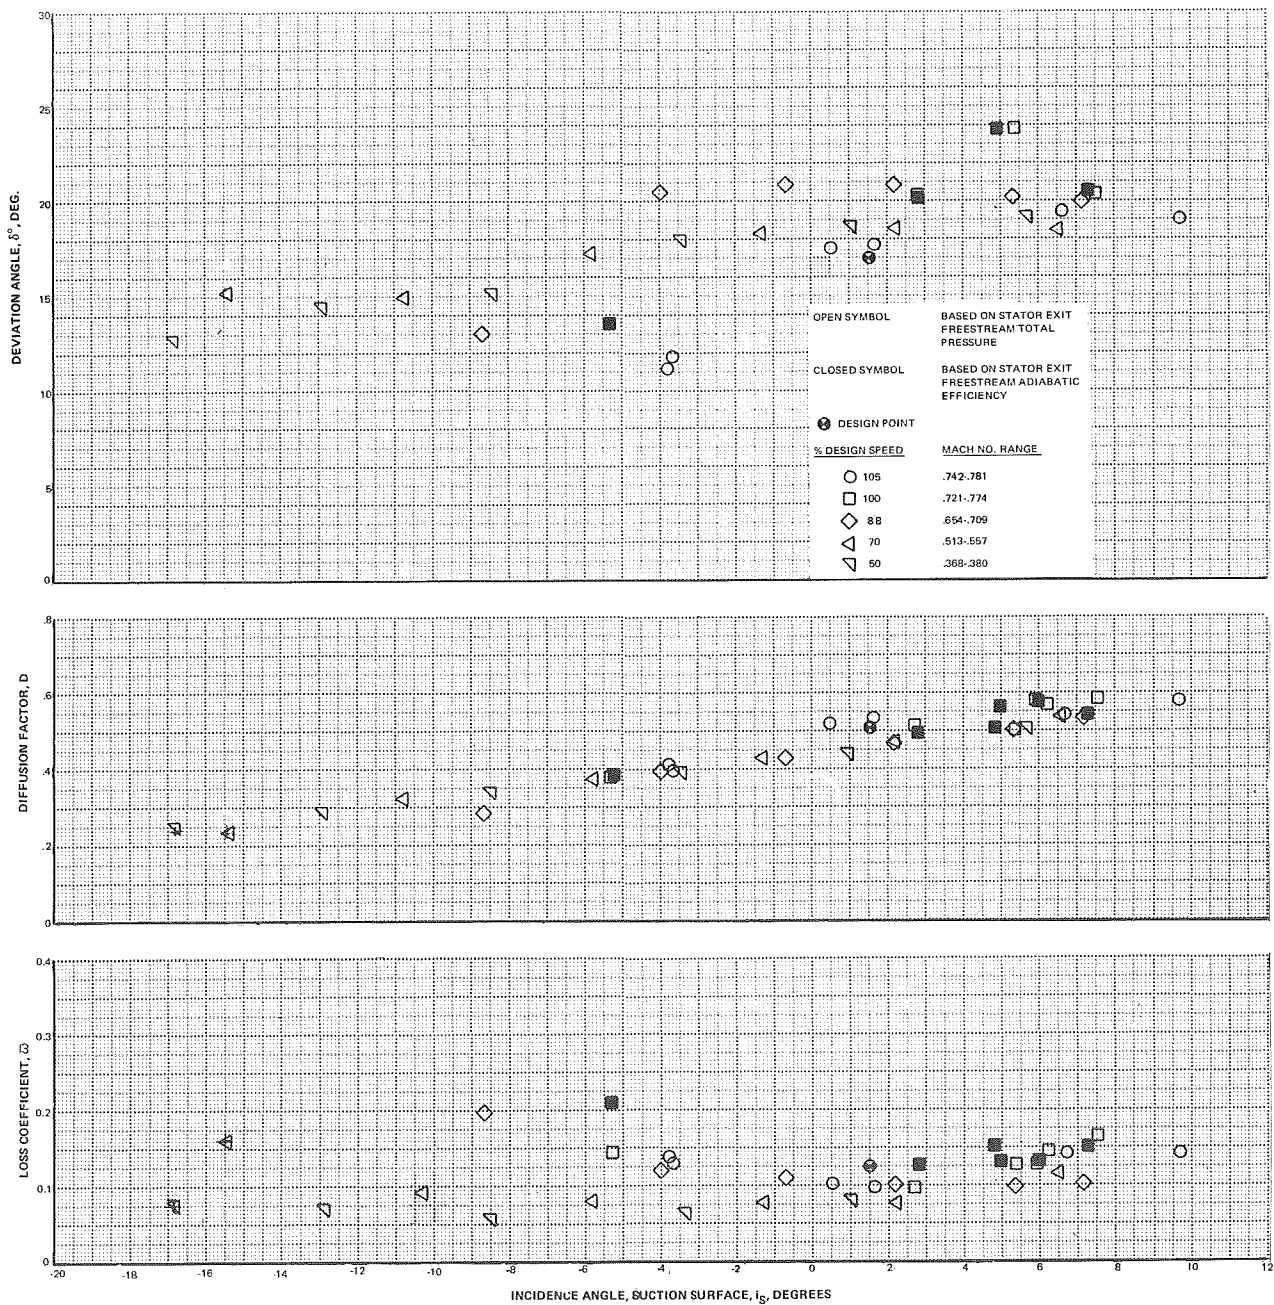 30
25
20
15
10
5
0
DEVIATION ANGLE, δ°, DEG.
OPEN SYMBOL BASED ON STATOR EXIT
FREESTREAM TOTAL
PRESSURE
CLOSED SYMBOL BASED ON STATOR EXIT
FREESTREAM ADIABATIC
EFFICIENCY
DESIGN POINT
% DESIGN SPEED MACH NO. RANGE
105 .742-.781
100 .721-.774
88 .654-.709
70 .513-.557
50 .368-.380
.8
.6
.4
.2
0
DIFFUSION FACTOR, D
0.4
0.3
0.2
0.1
0
LOSS COEFFICIENT, ω̄
-20 -18 -16 -14 -12 -10 -8 -6 -4 -2 0 2 4 6 8 10 12
INCIDENCE ANGLE, SUCTION SURFACE, iS, DEGREES